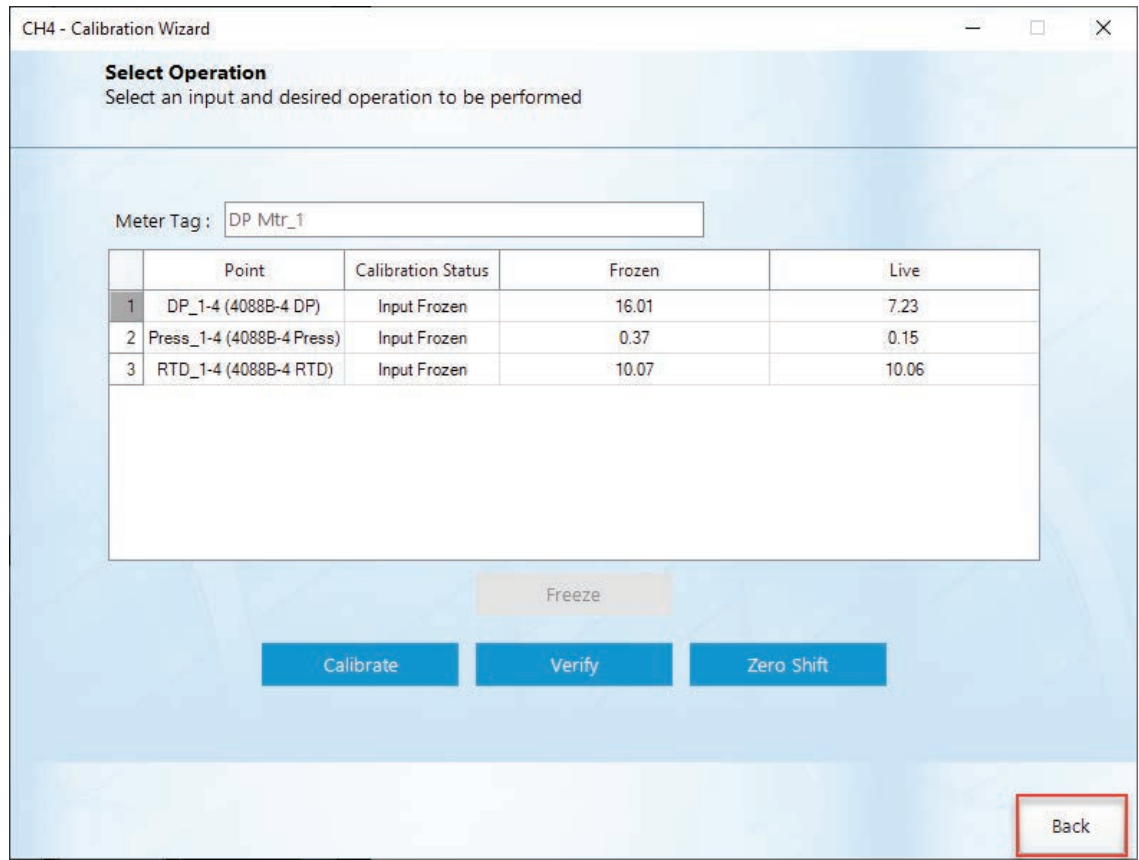 CH4 - Calibration Wizard
Select Operation
Select an input and desired operation to be performed
Meter Tag : DP Mtr_1
Point Calibration Status Frozen Live
1 DP_1-4 (4088B-4 DP) Input Frozen 16.01 7.23
2 Press_1-4 (4088B-4 Press) Input Frozen 0.37 0.15
3 RTD_1-4 (4088B-4 RTD) Input Frozen 10.07 10.06
Freeze
Calibrate Verify Zero Shift
Back